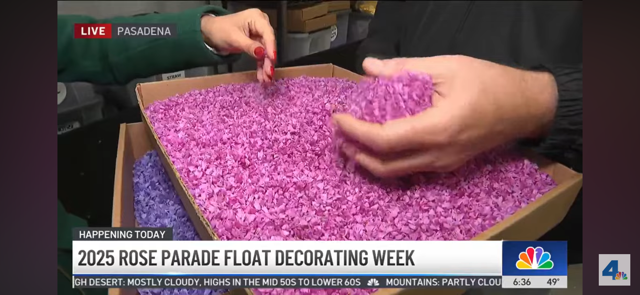 LIVE PASADENA
HAPPENING TODAY
2025 ROSE PARADE FLOAT DECORATING WEEK
GH DESERT: MOSTLY CLOUDY, HIGHS IN THE MID 50S TO LOWER 60S MOUNTAINS: PARTLY CLOU
6:36 49°
4